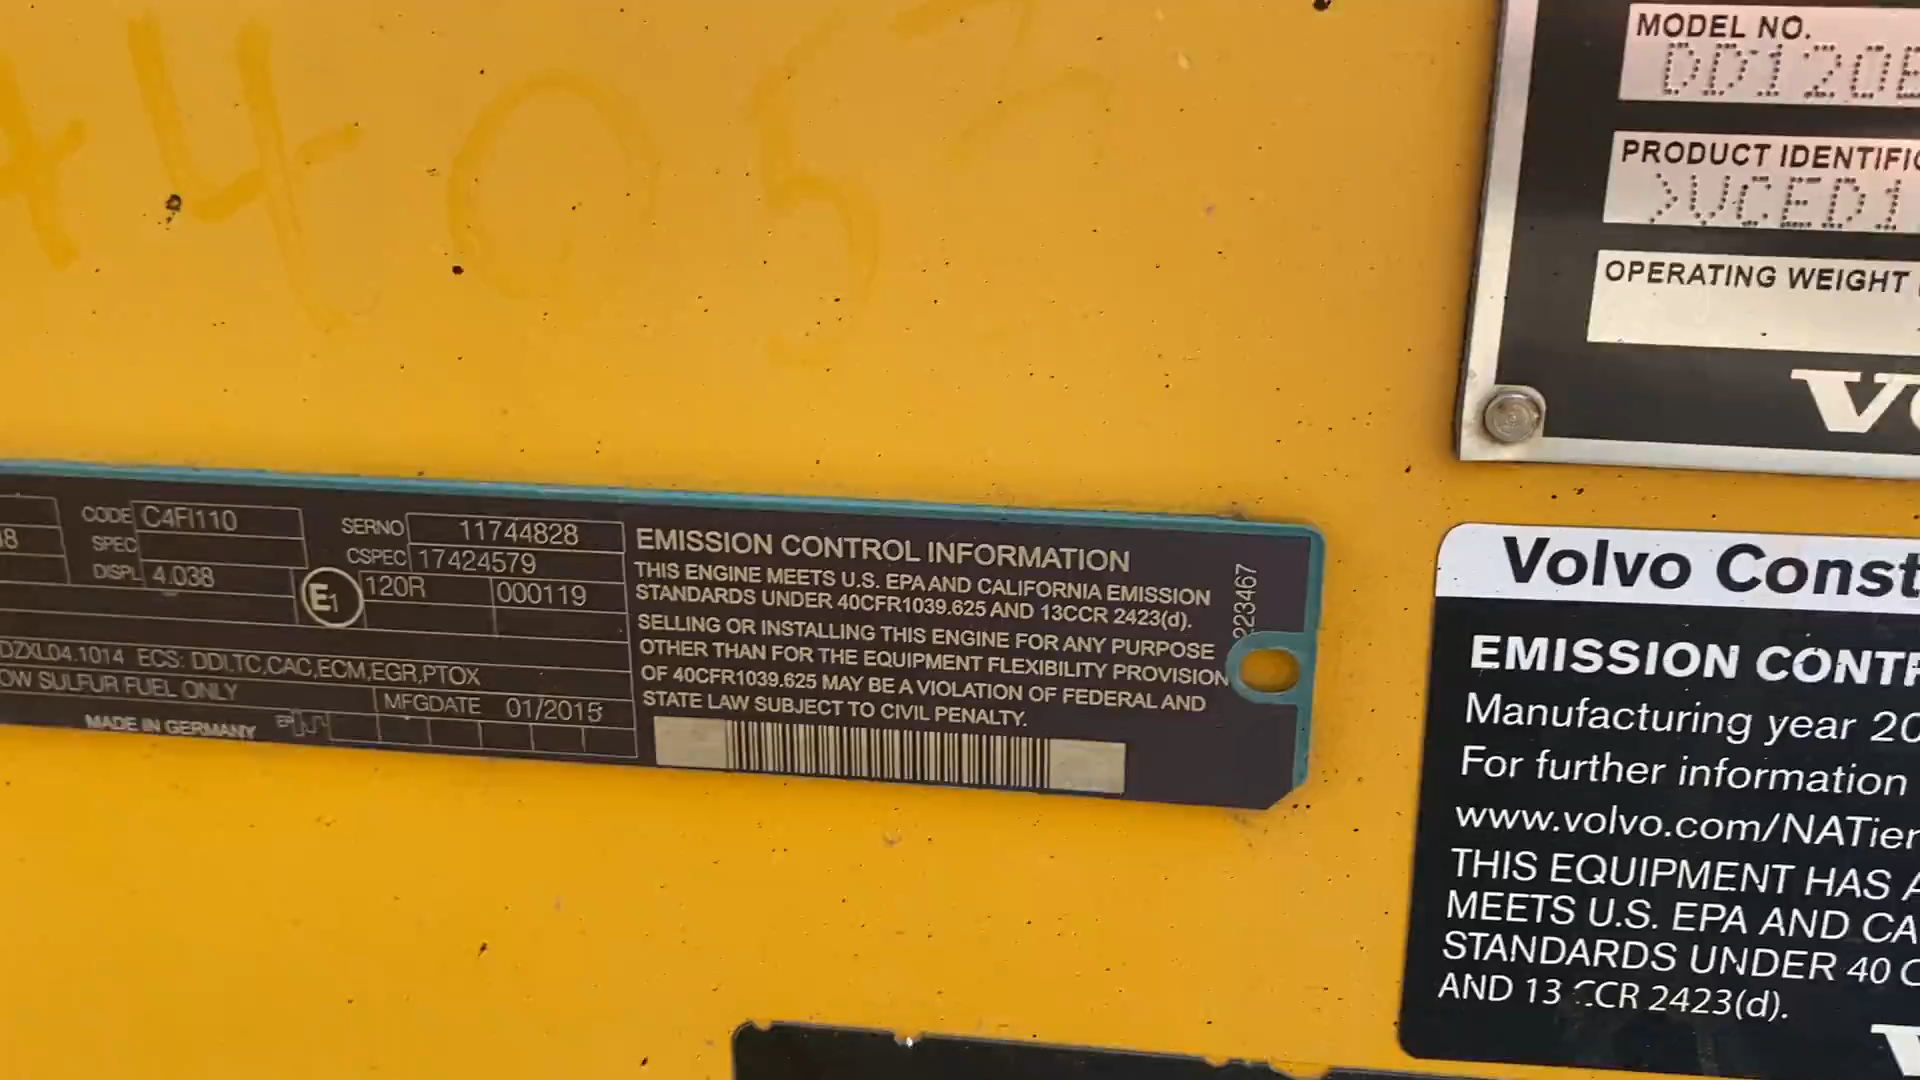 4405
MODEL NO.
DD120B
PRODUCT IDENTIFIC
>VCED1
OPERATING WEIGHT
VO
CODE C4FI110
SPEC
DISPL 4.038
SERNO 11744828
CSPEC 17424579
E1 120R 000119
DZXL04.1014 ECS: DDI,TC,CAC,ECM,EGR,PTOX
OW SULFUR FUEL ONLY
MFGDATE 01/2015
MADE IN GERMANY
EMISSION CONTROL INFORMATION
THIS ENGINE MEETS U.S. EPA AND CALIFORNIA EMISSION
STANDARDS UNDER 40CFR1039.625 AND 13CCR 2423(d).
SELLING OR INSTALLING THIS ENGINE FOR ANY PURPOSE
OTHER THAN FOR THE EQUIPMENT FLEXIBILITY PROVISION
OF 40CFR1039.625 MAY BE A VIOLATION OF FEDERAL AND
STATE LAW SUBJECT TO CIVIL PENALTY.
223467
Volvo Const
EMISSION CONTR
Manufacturing year 20
For further information
www.volvo.com/NATier
THIS EQUIPMENT HAS A
MEETS U.S. EPA AND CA
STANDARDS UNDER 40 C
AND 13 CCR 2423(d).
V